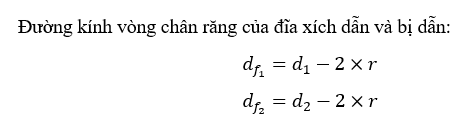 Đường kính vòng chân răng của đĩa xích dẫn và bị dẫn:
d_{f_1} = d_1 − 2 × r
d_{f_2} = d_2 − 2 × r